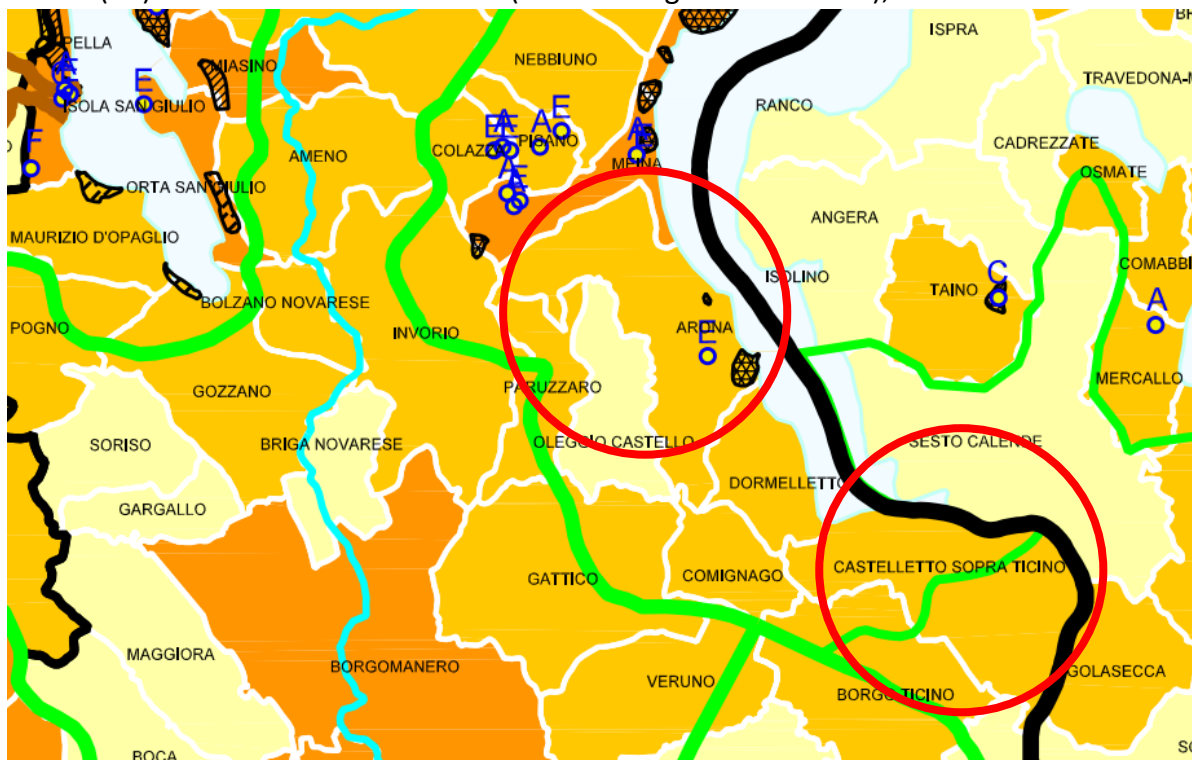 BR
ISPRA
PELLA
NEBBIUNO
MIASINO
TRAVEDONA-M
A
E
E
ISOLA SAN GIULIO
RANCO
E
A
A
E
PISANO
A
CADREZZATE
F
AMENO
COLAZZ
MEINA
OSMATE
A
E
ORTA SAN GIULIO
ANGERA
MAURIZIO D'OPAGLIO
COMABBI
C
ISOLINO
TAINO
A
BOLZANO NOVARESE
POGNO
INVORIO
ARONA
E
MERCALLO
GOZZANO
PARUZZARO
SORISO
BRIGA NOVARESE
OLEGGIO CASTELLO
SESTO CALENDE
DORMELLETTO
GARGALLO
GATTICO
COMIGNAGO
CASTELLETTO SOPRA TICINO
MAGGIORA
BORGOMANERO
VERUNO
GOLASECCA
BORGO TICINO
BOCA